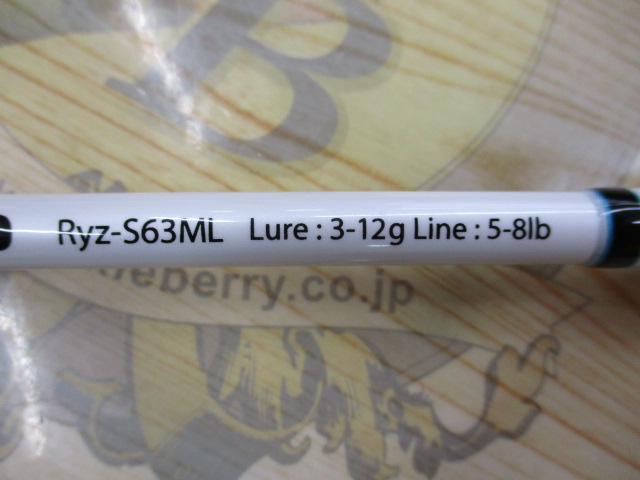 B
Ryz-S63ML Lure : 3-12g Line : 5-8lb
eberry.co.jp